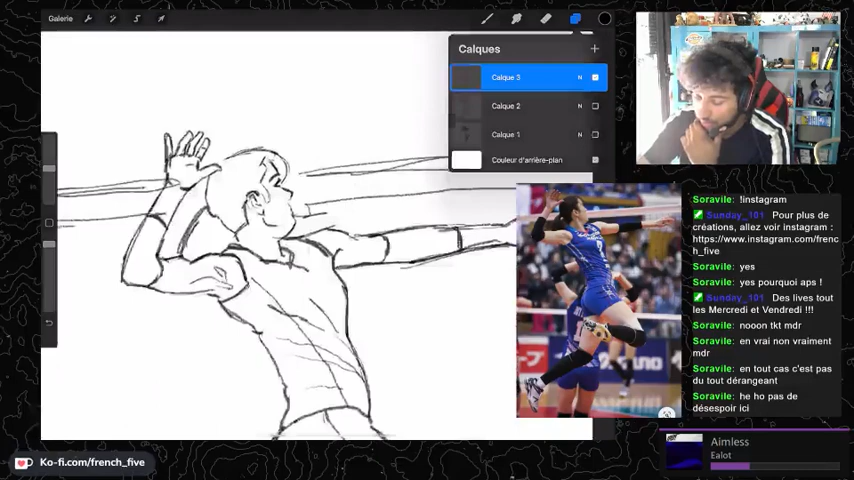 Galerie
Calques
Calque 3 N
Calque 2 N
Calque 1 N
Couleur d'arrière-plan
Soravile: !instagram
Sunday_101 Pour plus de
créations, allez voir instagram :
https://www.instagram.com/frenc
h_five
Soravile: yes
Soravile: yes pourquoi aps !
Sunday_101 Des lives tout
les Mercredi et Vendredi !!!
Soravile: nooon tkt mdr
Soravile: en vrai non vraiment
mdr
Soravile: en tout cas c'est pas
du tout dérangeant
Soravile: he ho pas de
désespoir ici
Aimless
Ealot
Ko-fi.com/french_five